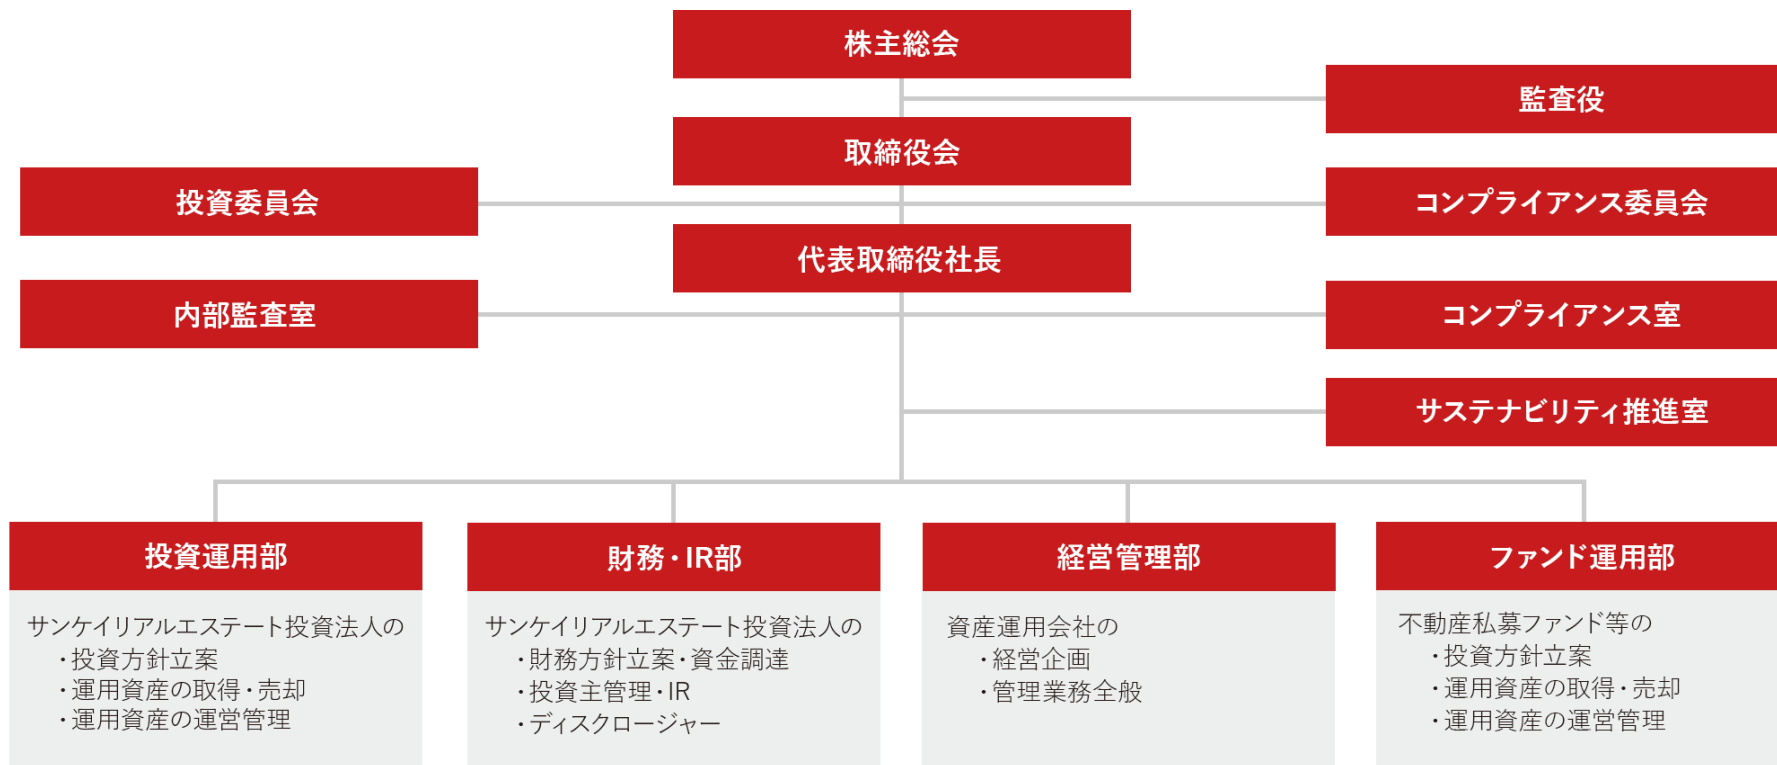 株主総会
監査役
取締役会
投資委員会
コンプライアンス委員会
代表取締役社長
内部監査室
コンプライアンス室
サステナビリティ推進室
投資運用部
サンケイリアルエステート投資法人の
・投資方針立案
・運用資産の取得・売却
・運用資産の運営管理
財務・IR部
サンケイリアルエステート投資法人の
・財務方針立案・資金調達
・投資主管理・IR
・ディスクロージャー
経営管理部
資産運用会社の
・経営企画
・管理業務全般
ファンド運用部
不動産私募ファンド等の
・投資方針立案
・運用資産の取得・売却
・運用資産の運営管理